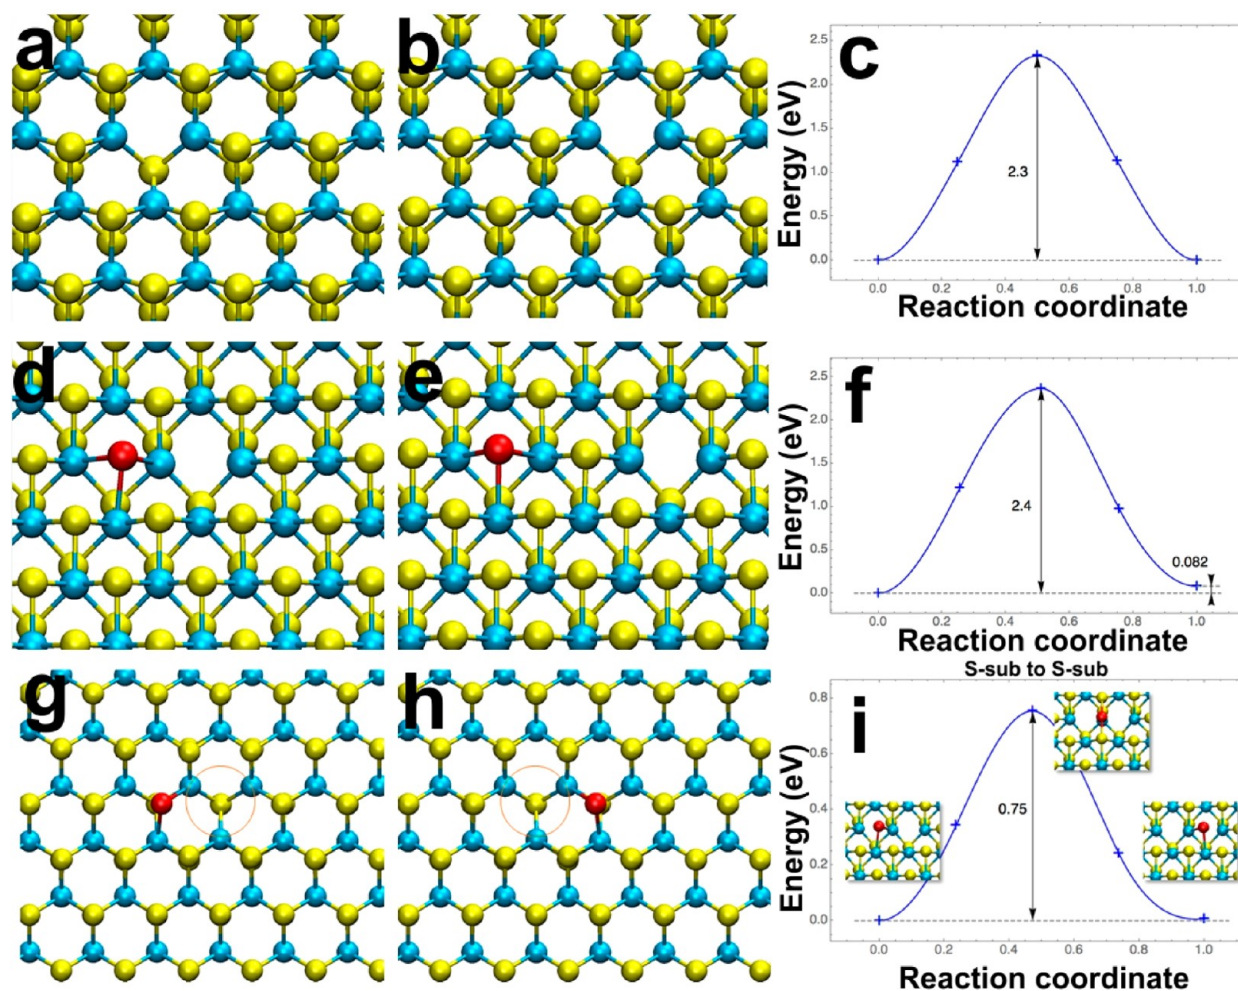 a
b
c
Energy (eV)
2.5
2.0
1.5
1.0
0.5
0.0
2.3
0.0 0.2 0.4 0.6 0.8 1.0
Reaction coordinate
d
e
f
Energy (eV)
2.5
2.0
1.5
1.0
0.5
0.0
2.4
0.082
0.0 0.2 0.4 0.6 0.8 1.0
Reaction coordinate
g
h
i
S-sub to S-sub
Energy (eV)
0.8
0.6
0.4
0.2
0.0
0.75
0.0 0.2 0.4 0.6 0.8 1.0
Reaction coordinate